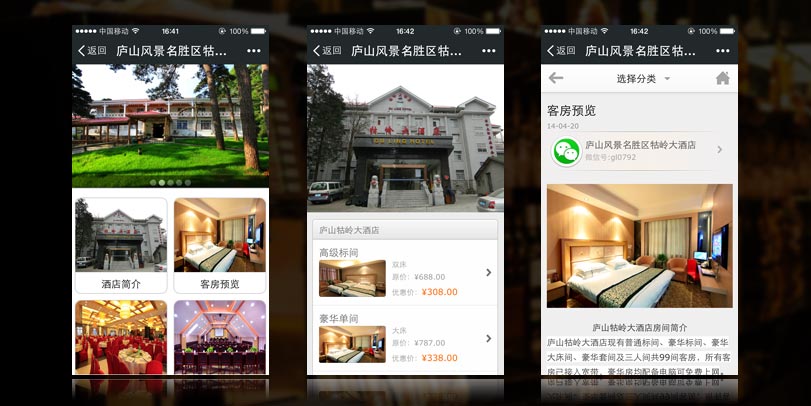 中国移动
16:41
100%
返回
庐山风景名胜区牯...
酒店简介
客房预览
中国移动
16:42
100%
返回
庐山风景名胜区牯...
牯岭大酒店
GU LING HOTEL
庐山牯岭大酒店
高级标间
双床
原价：¥688.00
优惠价：¥308.00
豪华单间
大床
原价：¥787.00
优惠价：¥338.00
中国移动
16:42
100%
返回
庐山风景名胜区牯...
选择分类
客房预览
14-04-20
庐山风景名胜区牯岭大酒店
微信号:gl0792
庐山牯岭大酒店房间简介
庐山牯岭大酒店现有普通标间、豪华标间、豪华
大床间、豪华套间及三人间共99间客房，所有客
房已接入宽带，豪华房均配备电脑可免费上网。